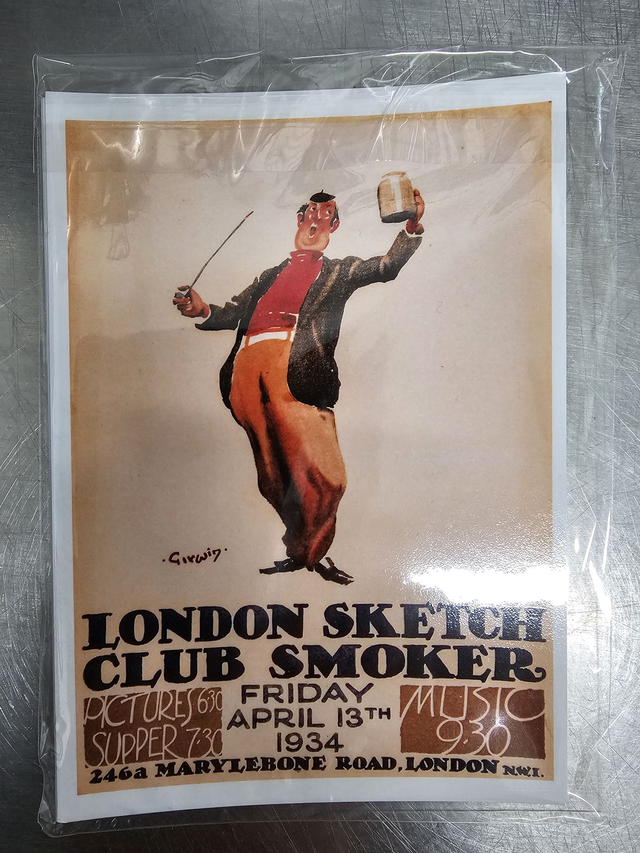 ·Girwin·
LONDON SKETCH
CLUB SMOKER
PICTURES 6·30
SUPPER 7·30
FRIDAY
APRIL 13TH
1934
MUSIC
9·30
246a MARYLEBONE ROAD, LONDON N.W.1.